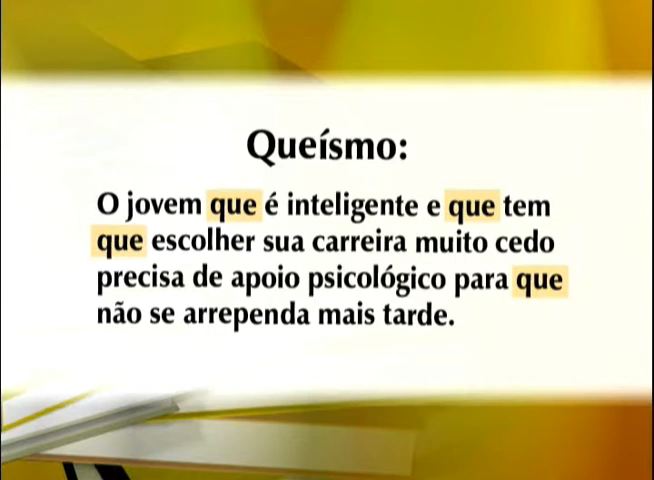 Queísmo:
O jovem que é inteligente e que tem
que escolher sua carreira muito cedo
precisa de apoio psicológico para que
não se arrependa mais tarde.